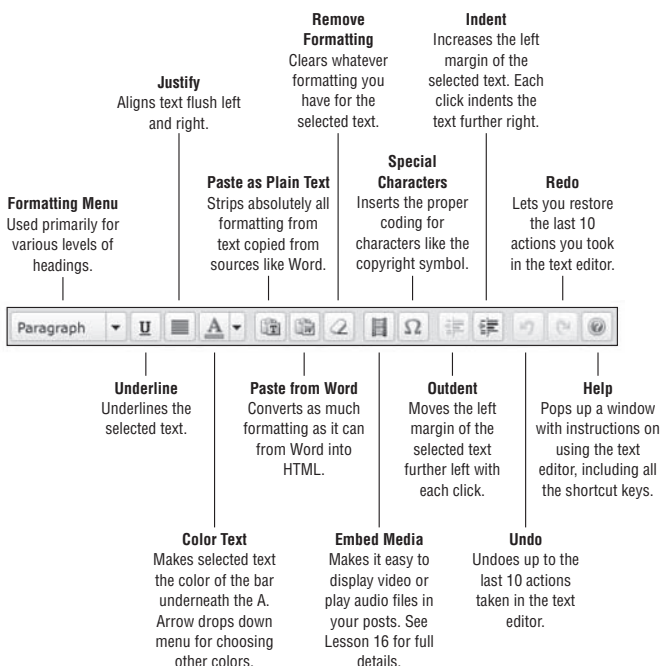 Remove
Formatting
Clears whatever
formatting you
have for the
selected text.
Indent
Increases the left
margin of the
selected text. Each
click indents the
text further right.
Justify
Aligns text flush left
and right.
Formatting Menu
Used primarily for
various levels of
headings.
Paste as Plain Text
Strips absolutely all
formatting from
text copied from
sources like Word.
Special
Characters
Inserts the proper
coding for
characters like the
copyright symbol.
Redo
Lets you restore
the last 10
actions you took
in the text editor.
Paragraph U A T W Ω ?
Underline
Underlines the
selected text.
Paste from Word
Converts as much
formatting as it can
from Word into
HTML.
Outdent
Moves the left
margin of the
selected text
further left with
each click.
Help
Pops up a window
with instructions on
using the text
editor, including all
the shortcut keys.
Color Text
Makes selected text
the color of the bar
underneath the A.
Arrow drops down
menu for choosing
other colors.
Embed Media
Makes it easy to
display video or
play audio files in
your posts. See
Lesson 16 for full
details.
Undo
Undoes up to the
last 10 actions
taken in the text
editor.